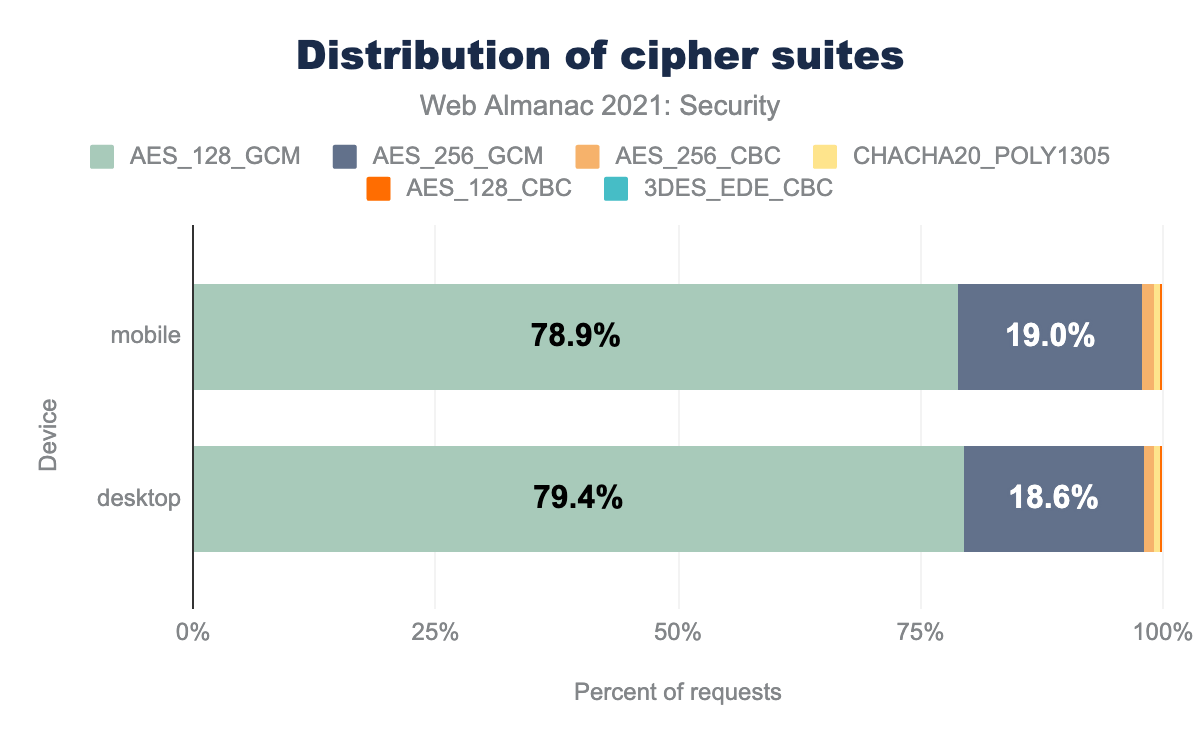 Distribution of cipher suites
Web Almanac 2021: Security
AES_128_GCM AES_256_GCM AES_256_CBC CHACHA20_POLY1305
AES_128_CBC 3DES_EDE_CBC
Device
mobile 78.9% 19.0%
desktop 79.4% 18.6%
0% 25% 50% 75% 100%
Percent of requests